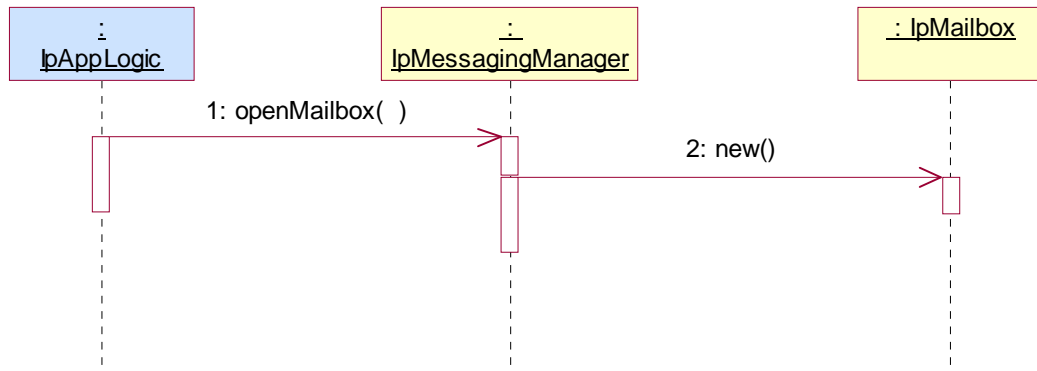 :
IpAppLogic
:
IpMessagingManager
: IpMailbox
1: openMailbox( )
2: new()